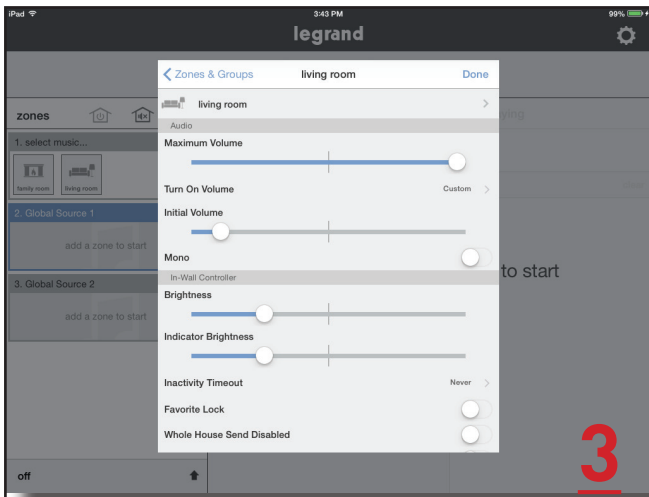 iPad 3:43 PM 99%
legrand
Zones & Groups living room Done
living room
Audio
Maximum Volume
Turn On Volume Custom
Initial Volume
Mono
In-Wall Controller
Brightness
Indicator Brightness
Inactivity Timeout Never
Favorite Lock
Whole House Send Disabled
zones
1. select music...
family room living room
2. Global Source 1
add a zone to start
3. Global Source 2
add a zone to start
off
to start
3